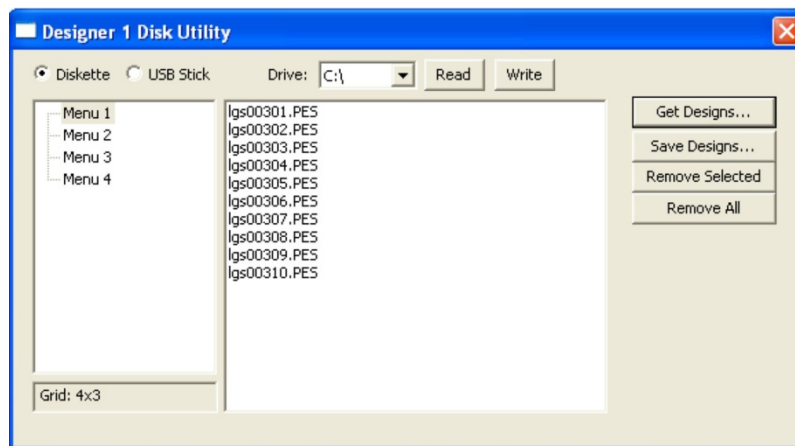 Designer 1 Disk Utility
Diskette USB Stick Drive: C:\ Read Write
Menu 1
Menu 2
Menu 3
Menu 4
Grid: 4x3
lgs00301.PES
lgs00302.PES
lgs00303.PES
lgs00304.PES
lgs00305.PES
lgs00306.PES
lgs00307.PES
lgs00308.PES
lgs00309.PES
lgs00310.PES
Get Designs...
Save Designs...
Remove Selected
Remove All